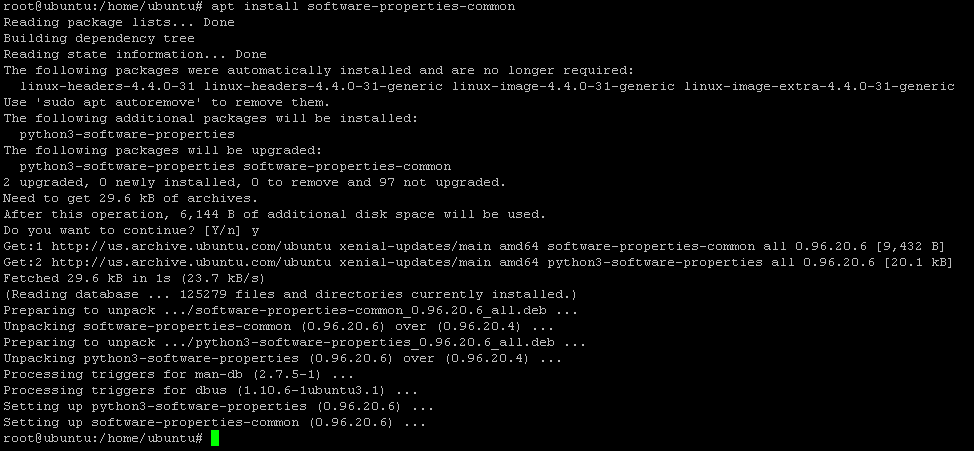 root@ubuntu:/home/ubuntu# apt install software-properties-common
Reading package lists... Done
Building dependency tree
Reading state information... Done
The following packages were automatically installed and are no longer required:
  linux-headers-4.4.0-31 linux-headers-4.4.0-31-generic linux-image-4.4.0-31-generic linux-image-extra-4.4.0-31-generic
Use 'sudo apt autoremove' to remove them.
The following additional packages will be installed:
  python3-software-properties
The following packages will be upgraded:
  python3-software-properties software-properties-common
2 upgraded, 0 newly installed, 0 to remove and 97 not upgraded.
Need to get 29.6 kB of archives.
After this operation, 6,144 B of additional disk space will be used.
Do you want to continue? [Y/n] y
Get:1 http://us.archive.ubuntu.com/ubuntu xenial-updates/main amd64 software-properties-common all 0.96.20.6 [9,432 B]
Get:2 http://us.archive.ubuntu.com/ubuntu xenial-updates/main amd64 python3-software-properties all 0.96.20.6 [20.1 kB]
Fetched 29.6 kB in 1s (23.7 kB/s)
(Reading database ... 125279 files and directories currently installed.)
Preparing to unpack .../software-properties-common_0.96.20.6_all.deb ...
Unpacking software-properties-common (0.96.20.6) over (0.96.20.4) ...
Preparing to unpack .../python3-software-properties_0.96.20.6_all.deb ...
Unpacking python3-software-properties (0.96.20.6) over (0.96.20.4) ...
Processing triggers for man-db (2.7.5-1) ...
Processing triggers for dbus (1.10.6-1ubuntu3.1) ...
Setting up python3-software-properties (0.96.20.6) ...
Setting up software-properties-common (0.96.20.6) ...
root@ubuntu:/home/ubuntu#